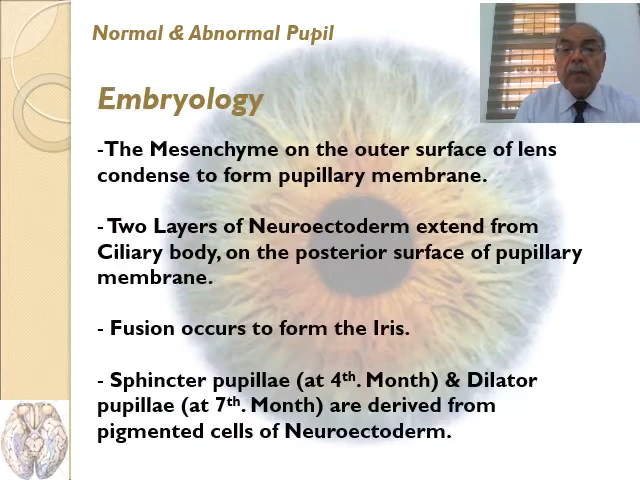 Normal & Abnormal Pupil
Embryology
-The Mesenchyme on the outer surface of lens
condense to form pupillary membrane.
- Two Layers of Neuroectoderm extend from
Ciliary body, on the posterior surface of pupillary
membrane.
- Fusion occurs to form the Iris.
- Sphincter pupillae (at 4th. Month) & Dilator
pupillae (at 7th. Month) are derived from
pigmented cells of Neuroectoderm.